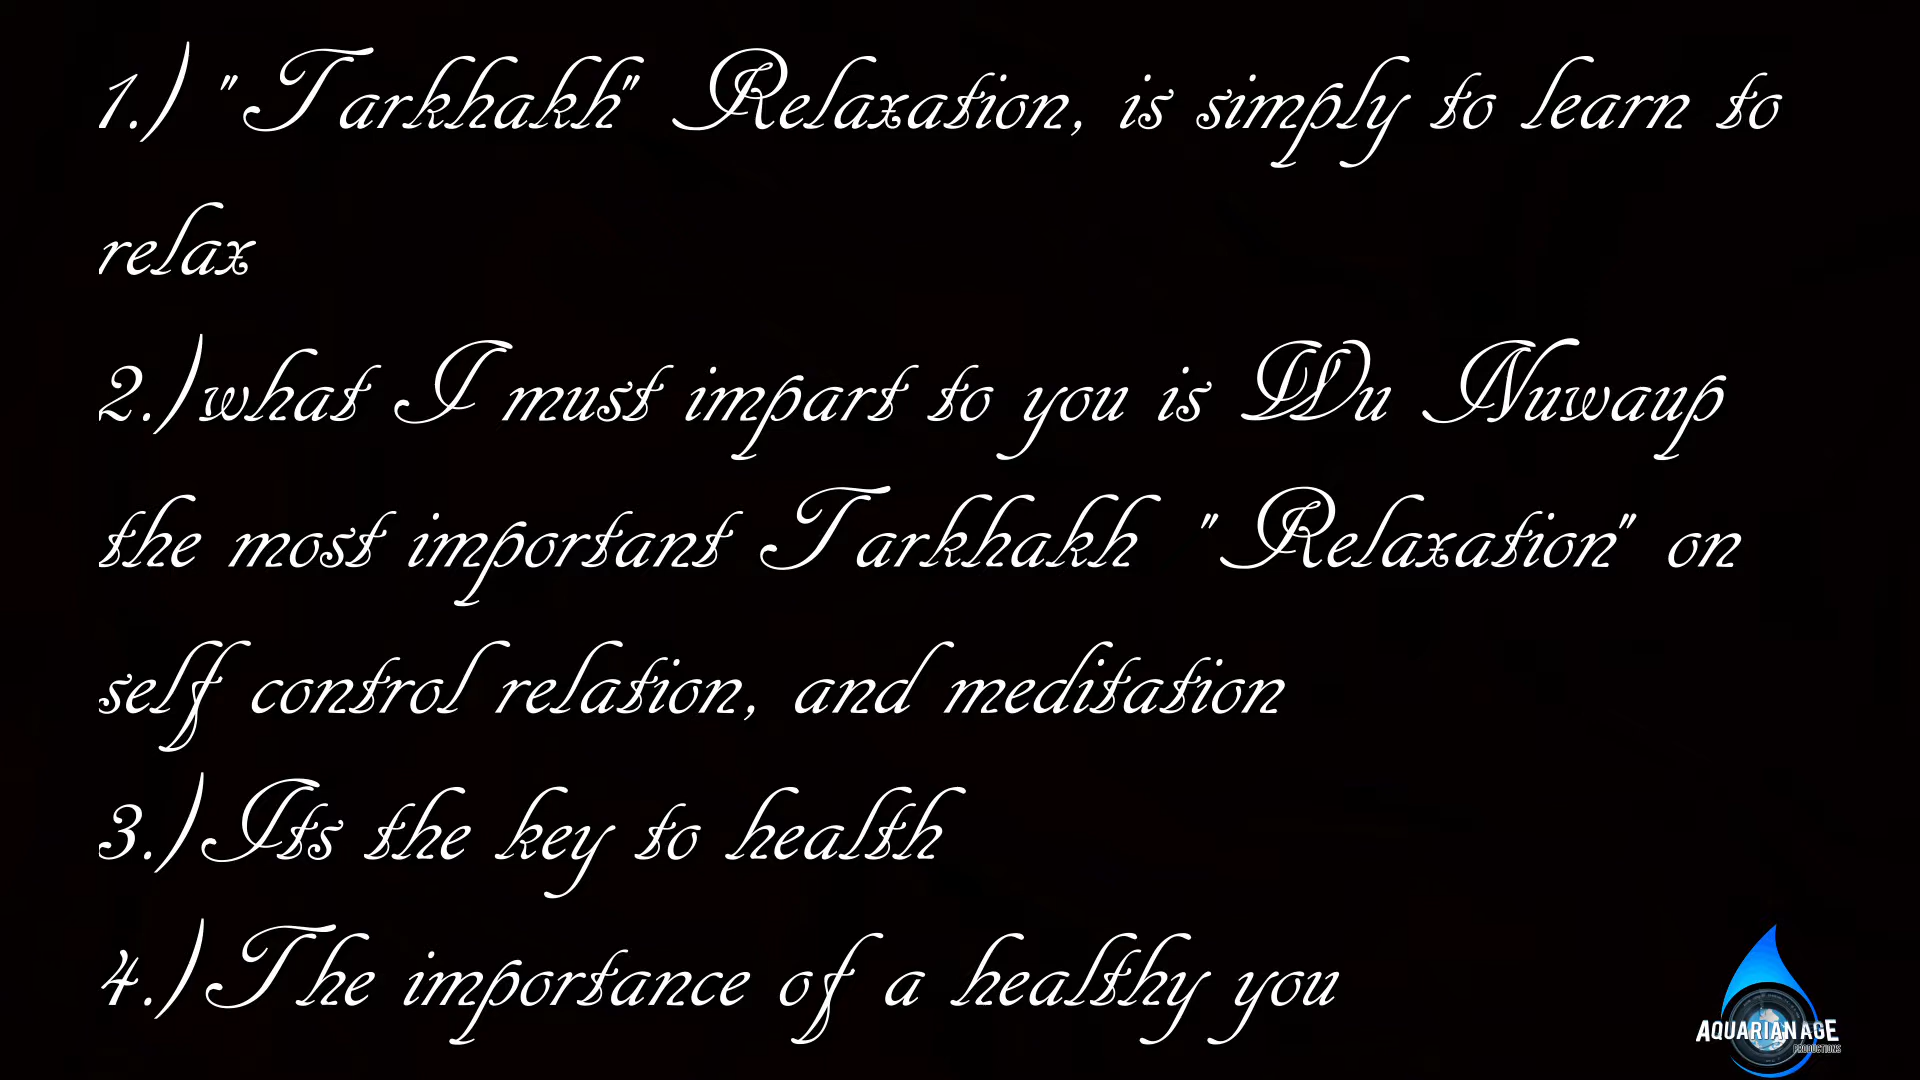 1.) "Tarkhakh" Relaxation, is simply to learn to
relax
2.)what I must impart to you is Wu Nuwaup
the most important Tarkhakh "Relaxation" on
self control relation, and meditation
3.)Its the key to health
4.)The importance of a healthy you
AQUARIAN AGE
PRODUCTIONS